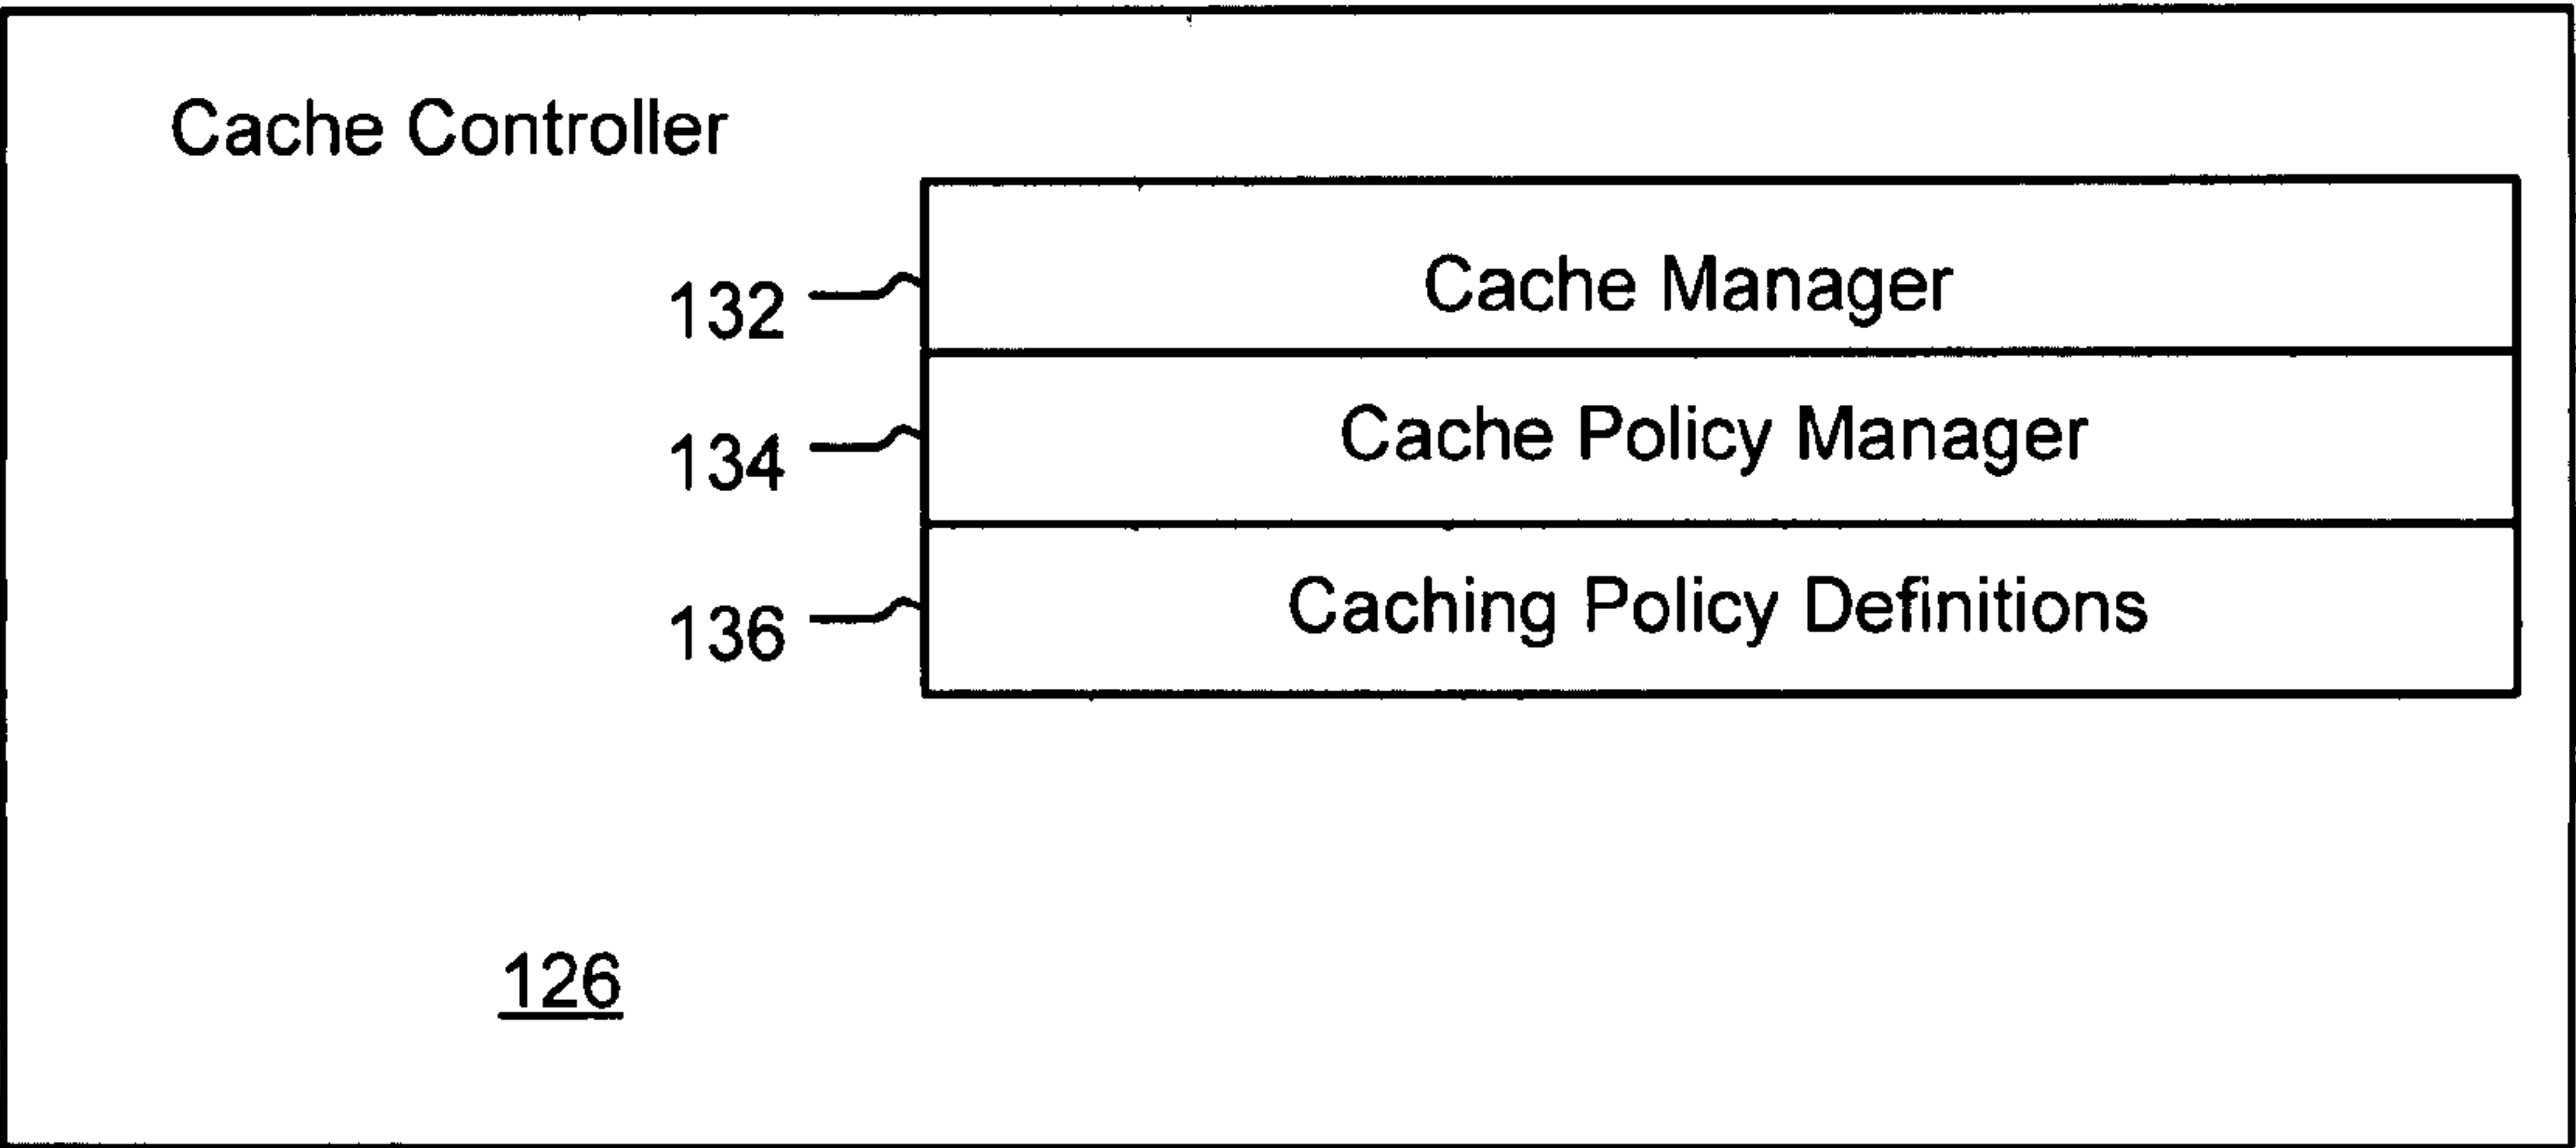 Cache Controller
132 Cache Manager
134 Cache Policy Manager
136 Caching Policy Definitions
126